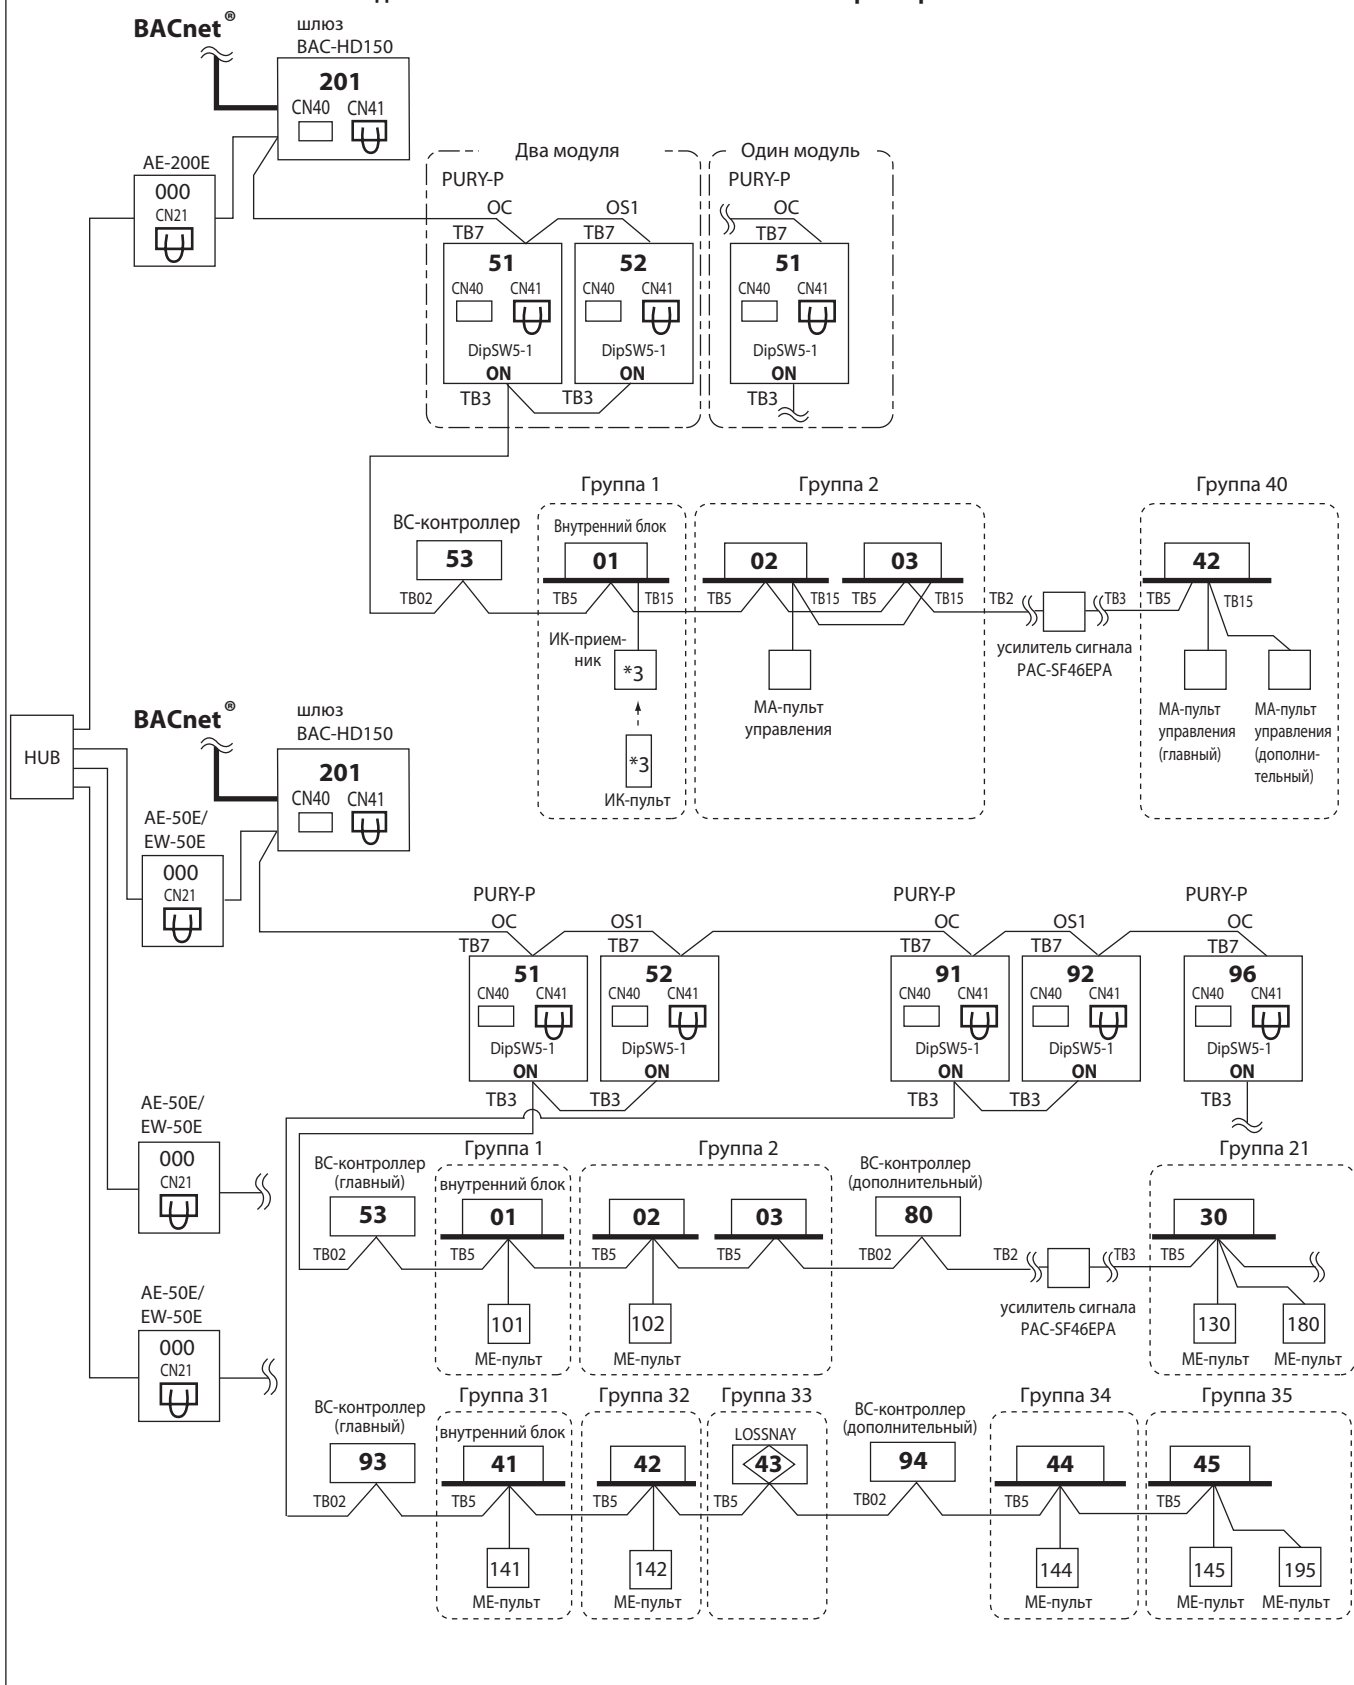 BACnet®
шлюз
BAC-HD150
201
CN40 CN41
AE-200E
000
CN21
Два модуля
Один модуль
PURY-P
PURY-P
OC OS1 OC
TB7 TB7 TB7
51 52 51
CN40 CN41 CN40 CN41 CN40 CN41
DipSW5-1 DipSW5-1 DipSW5-1
ON ON ON
TB3 TB3 TB3
Группа 1 Группа 2 Группа 40
BC-контроллер
Внутренний блок
53 01 02 03 42
TB02 TB5 TB15 TB5 TB15 TB5 TB15 TB2 TB3 TB5 TB15
ИК-прием-
ник
*3
усилитель сигнала
PAC-SF46EPA
*3
ИК-пульт
МА-пульт
управления
МА-пульт
управления
(главный)
МА-пульт
управления
(дополни-
тельный)
HUB
BACnet®
шлюз
BAC-HD150
201
CN40 CN41
AE-50E/
EW-50E
000
CN21
PURY-P PURY-P PURY-P
OC OS1 OC OS1 OC
TB7 TB7 TB7 TB7 TB7
51 52 91 92 96
CN40 CN41 CN40 CN41 CN40 CN41 CN40 CN41 CN40 CN41
DipSW5-1 DipSW5-1 DipSW5-1 DipSW5-1 DipSW5-1
ON ON ON ON ON
TB3 TB3 TB3 TB3 TB3
AE-50E/
EW-50E
000
CN21
Группа 1 Группа 2 Группа 21
BC-контроллер
(главный)
внутренний блок
BC-контроллер
(дополнительный)
53 01 02 03 80 30
TB02 TB5 TB5 TB5 TB02 TB2 TB3 TB5
усилитель сигнала
PAC-SF46EPA
101 102 130 180
ME-пульт ME-пульт ME-пульт ME-пульт
AE-50E/
EW-50E
000
CN21
Группа 31 Группа 32 Группа 33 Группа 34 Группа 35
BC-контроллер
(главный)
внутренний блок
LOSSNAY
BC-контроллер
(дополнительный)
93 41 42 43 94 44 45
TB02 TB5 TB5 TB5 TB02 TB5 TB5
141 142 144 145 195
ME-пульт ME-пульт ME-пульт ME-пульт ME-пульт